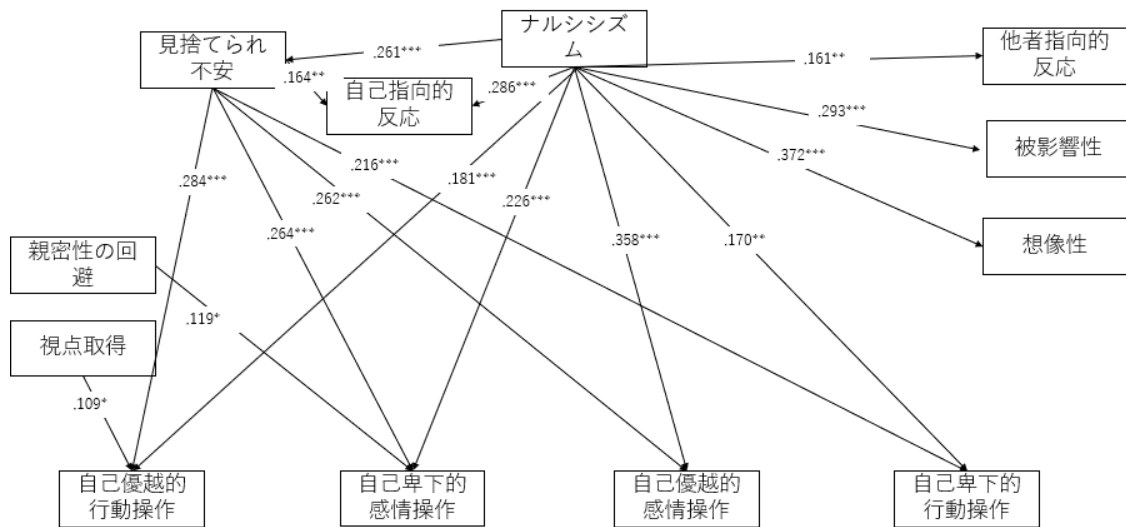 ナルシシズ
ム
見捨てられ
不安
他者指向的
反応
.261***
.161**
.164**
自己指向的
反応
.286***
.293***
被影響性
.372***
.216***
.284***
.181***
.262***
.226***
.264***
.358***
.170**
想像性
親密性の回
避
.119*
視点取得
.109*
自己優越的
行動操作
自己卑下的
感情操作
自己優越的
感情操作
自己卑下的
行動操作